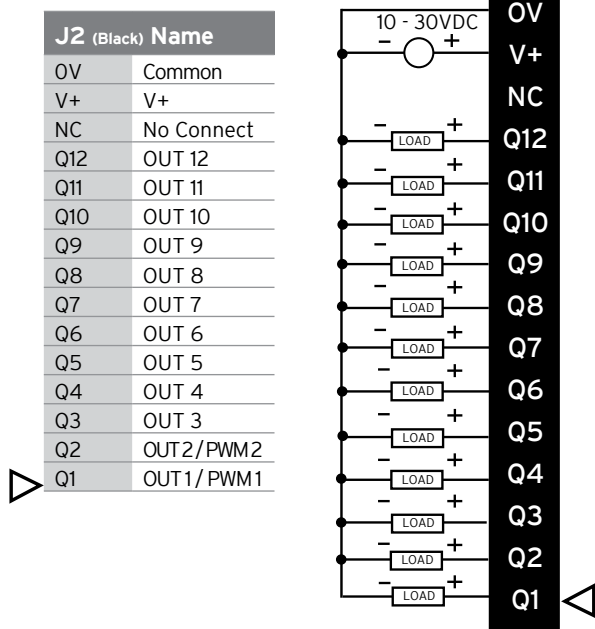 J2 (Black) Name
0V Common
V+ V+
NC No Connect
Q12 OUT 12
Q11 OUT 11
Q10 OUT 10
Q9 OUT 9
Q8 OUT 8
Q7 OUT 7
Q6 OUT 6
Q5 OUT 5
Q4 OUT 4
Q3 OUT 3
Q2 OUT2/PWM2
Q1 OUT1/PWM1
0V
10 - 30VDC
- + V+
NC
- LOAD + Q12
- LOAD + Q11
- LOAD + Q10
- LOAD + Q9
- LOAD + Q8
- LOAD + Q7
- LOAD + Q6
- LOAD + Q5
- LOAD + Q4
- LOAD + Q3
- LOAD + Q2
- LOAD + Q1